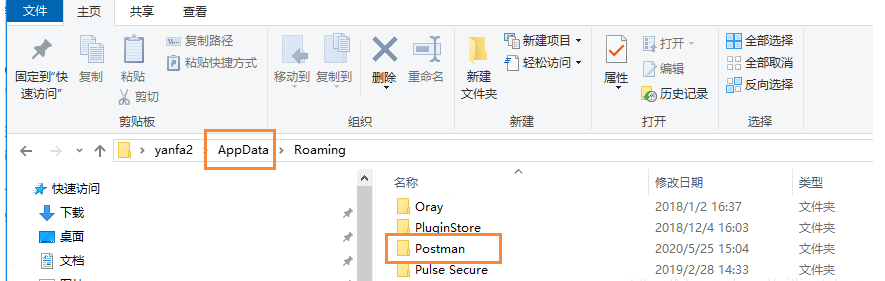 文件 主页 共享 查看
固定到"快速访问"
复制
粘贴
复制路径
粘贴快捷方式
剪切
剪贴板
移动到 复制到
删除 重命名
组织
新建文件夹
新建项目
轻松访问
新建
属性
打开
编辑
历史记录
打开
全部选择
全部取消
反向选择
选择
yanfa2 AppData Roaming
快速访问
下载
桌面
文档
名称 修改日期 类型
Oray 2018/1/2 16:37 文件夹
PluginStore 2018/12/4 16:03 文件夹
Postman 2020/5/25 15:04 文件夹
Pulse Secure 2019/2/28 14:33 文件夹